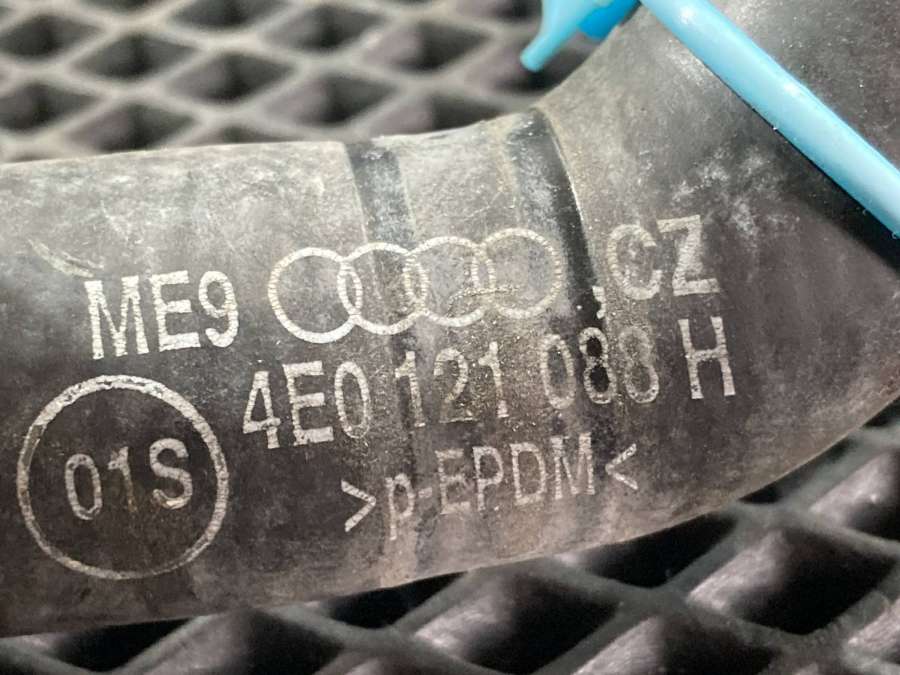 ME9 ,CZ
4E0 121 088 H
01S
>p-EPDM<